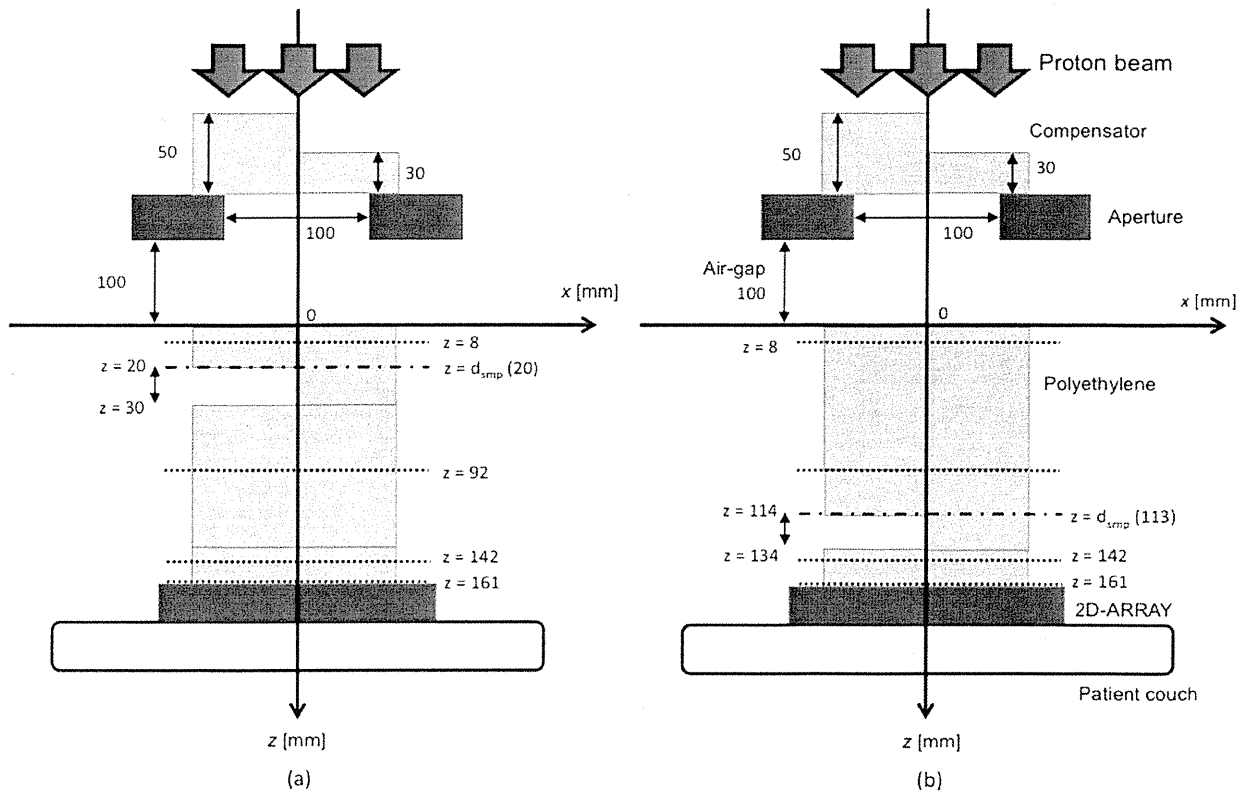 Proton beam
50
30
100
100
x [mm]
0
z = 8
z = 20
z = d_smp (20)
z = 30
z = 92
z = 142
z = 161
z [mm]
(a)
Compensator
50
30
Aperture
100
Air-gap
100
x [mm]
0
z = 8
Polyethylene
z = 114
z = d_smp (113)
z = 134
z = 142
z = 161
2D-ARRAY
Patient couch
z [mm]
(b)